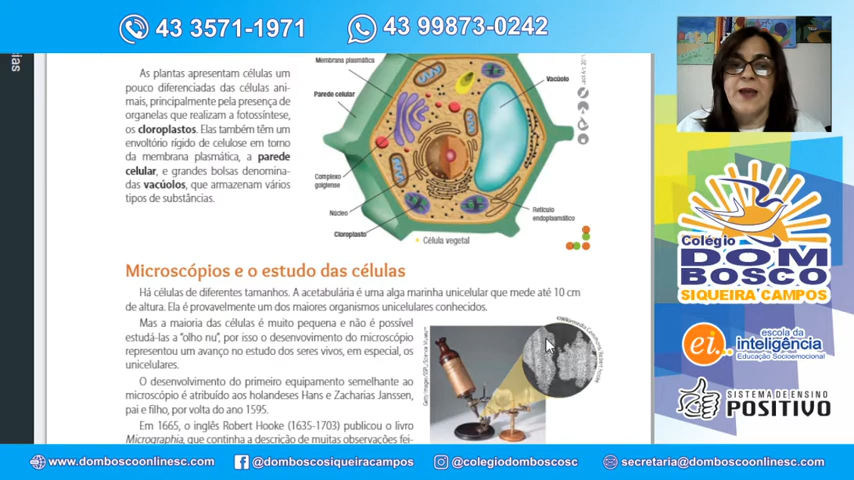 43 3571-1971
43 99873-0242
ias
As plantas apresentam células um
pouco diferenciadas das células ani-
mais, principalmente pela presença de
organelas que realizam a fotossíntese,
os cloroplastos. Elas também têm um
envoltório rígido de celulose em torno
da membrana plasmática, a parede
celular, e grandes bolsas denomina-
das vacúolos, que armazenam vários
tipos de substâncias.
Membrana plasmática
Parede celular
Vacúolo
Complexo
golgiense
Núcleo
Cloroplasto
Retículo
endoplasmático
Célula vegetal
Microscópios e o estudo das células
Há células de diferentes tamanhos. A acetabulária é uma alga marinha unicelular que mede até 10 cm
de altura. Ela é provavelmente um dos maiores organismos unicelulares conhecidos.
Mas a maioria das células é muito pequena e não é possível
estudá-las a "olho nu", por isso o desenvolvimento do microscópio
representou um avanço no estudo dos seres vivos, em especial, os
unicelulares.
O desenvolvimento do primeiro equipamento semelhante ao
microscópio é atribuído aos holandeses Hans e Zacharias Janssen,
pai e filho, por volta do ano 1595.
Em 1665, o inglês Robert Hooke (1635-1703) publicou o livro
Micrographia, que continha a descrição de muitas observações fei-
Colégio
DOM
BOSCO
SIQUEIRA CAMPOS
ei.
escola da
inteligência
Educação Socioemocional
SISTEMA DE ENSINO
POSITIVO
www.domboscoonlinesc.com
@domboscosiqueiracampos
@colegiodomboscosc
secretaria@domboscoonlinesc.com